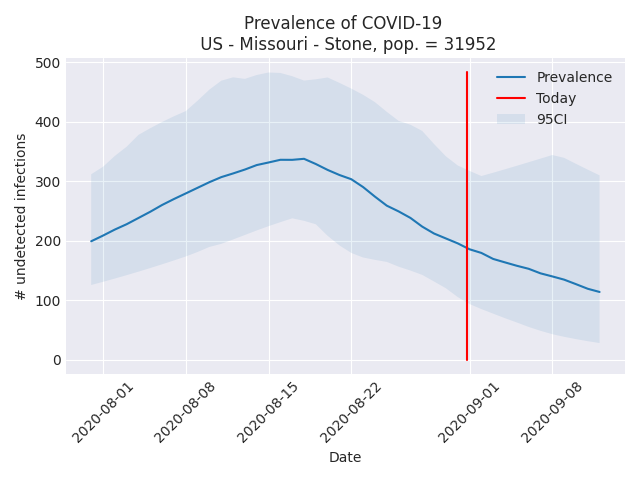 Prevalence of COVID-19
US - Missouri - Stone, pop. = 31952
# undetected infections
500
400
300
200
100
0
Prevalence
Today
95CI
2020-08-01
2020-08-08
2020-08-15
2020-08-22
2020-09-01
2020-09-08
Date